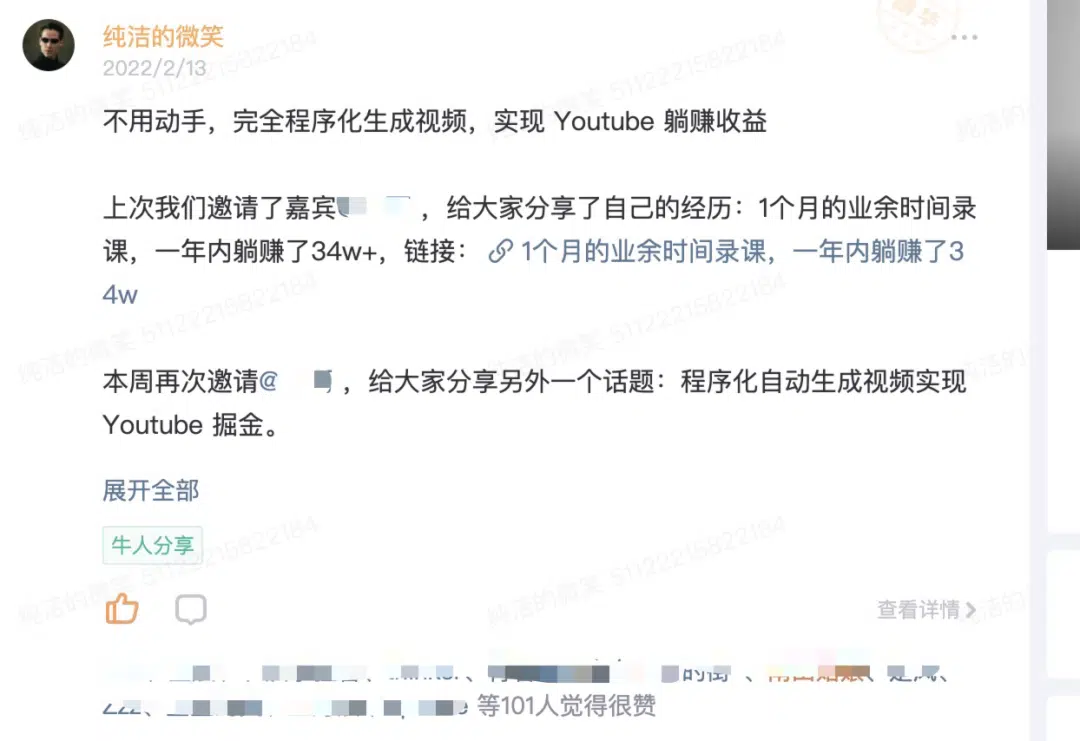 纯洁的微笑
2022/2/13
不用动手，完全程序化生成视频，实现 Youtube 躺赚收益
上次我们邀请了嘉宾 ，给大家分享了自己的经历：1个月的业余时间录
课，一年内躺赚了34w+，链接： 1个月的业余时间录课，一年内躺赚了3
4w
本周再次邀请@ ，给大家分享另外一个话题：程序化自动生成视频实现
Youtube 掘金。
展开全部
牛人分享
查看详情
等101人觉得很赞
纯洁的微笑 51122215822184